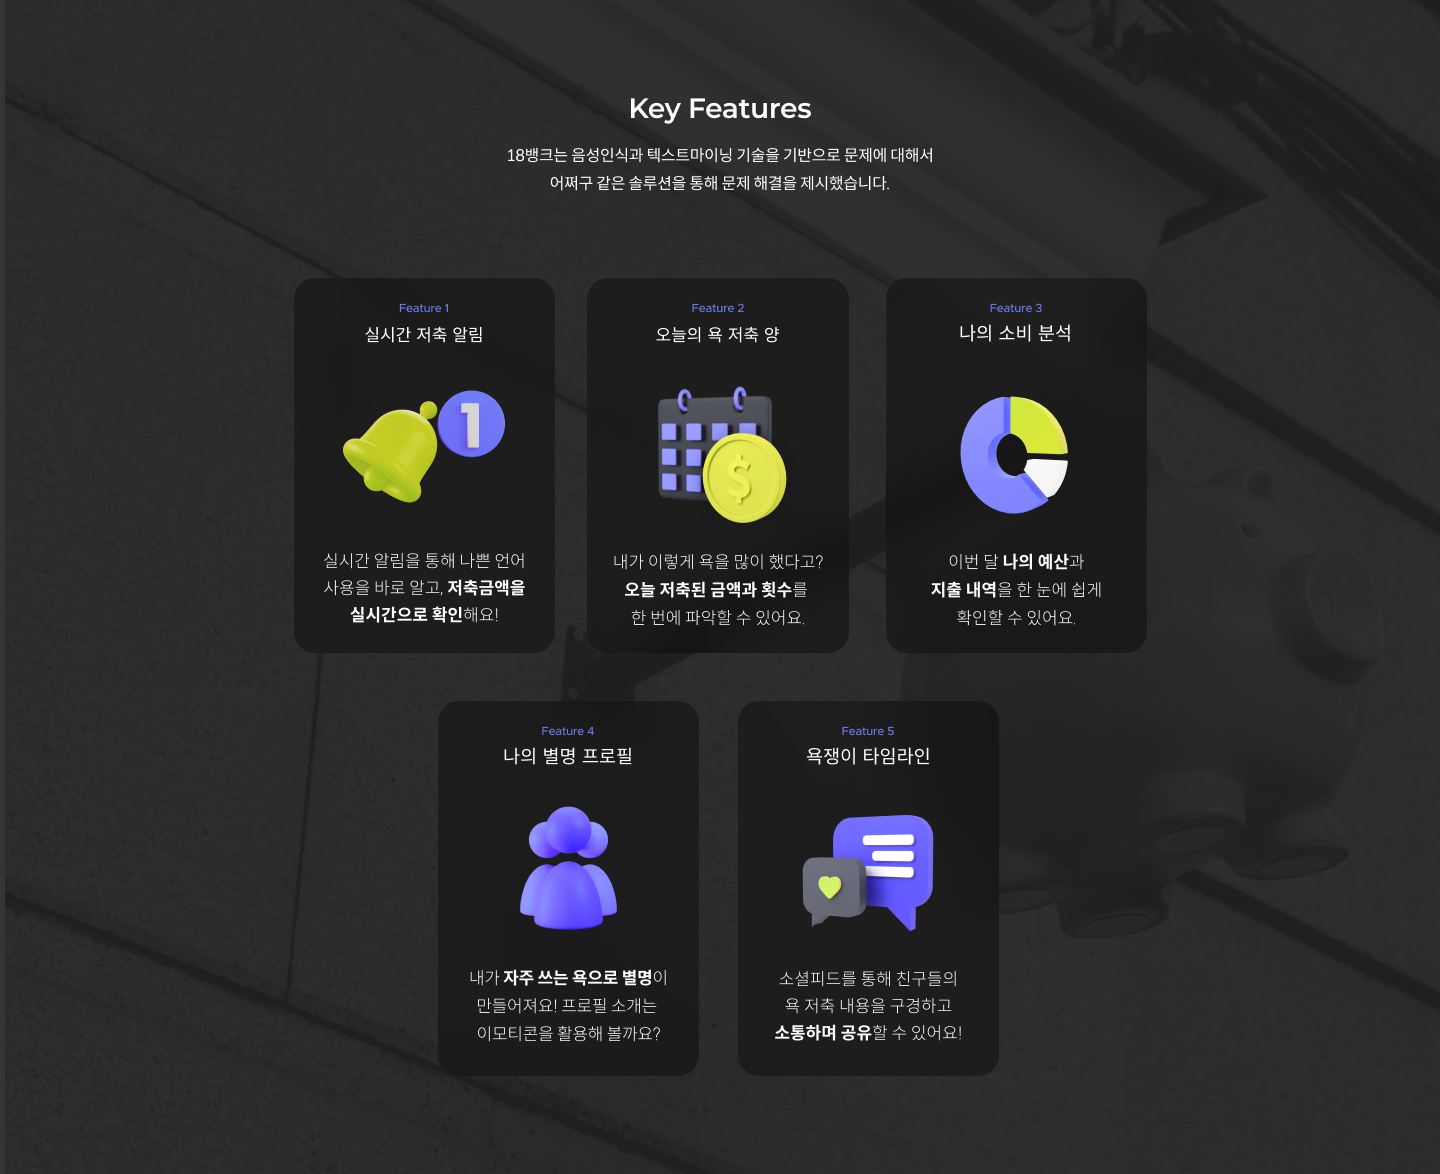 Key Features
18뱅크는 음성인식과 텍스트마이닝 기술을 기반으로 문제에 대해서
어쩌구 같은 솔루션을 통해 문제 해결을 제시했습니다.
Feature 1
실시간 저축 알림
1
실시간 알림을 통해 나쁜 언어
사용을 바로 알고, 저축금액을
실시간으로 확인해요!
Feature 2
오늘의 욕 저축 양
$
내가 이렇게 욕을 많이 했다고?
오늘 저축된 금액과 횟수를
한 번에 파악할 수 있어요.
Feature 3
나의 소비 분석
이번 달 나의 예산과
지출 내역을 한 눈에 쉽게
확인할 수 있어요.
Feature 4
나의 별명 프로필
내가 자주 쓰는 욕으로 별명이
만들어져요! 프로필 소개는
이모티콘을 활용해 볼까요?
Feature 5
욕쟁이 타임라인
소셜피드를 통해 친구들의
욕 저축 내용을 구경하고
소통하며 공유할 수 있어요!